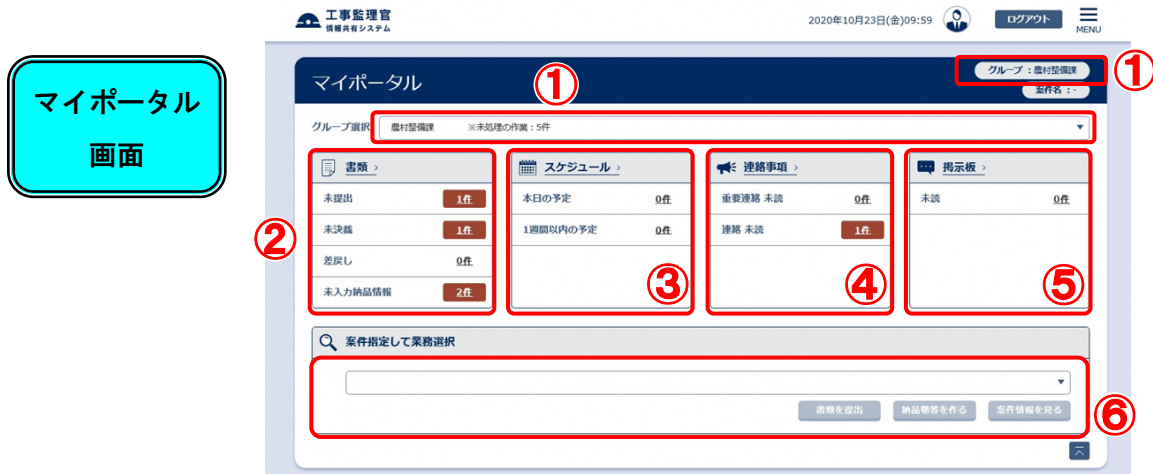 工事監理官
情報共有システム
2020年10月23日(金)09:59
ログアウト
MENU
マイポータル
画面
マイポータル
①
グループ：農村整備課
①
案件名：-
グループ選択
農村整備課 ※未処理の作業：5件
書類 ›
未提出 1件
未決裁 1件
差戻し 0件
未入力納品情報 2件
②
スケジュール ›
本日の予定 0件
1週間以内の予定 0件
③
連絡事項 ›
重要連絡 未読 0件
連絡 未読 1件
④
掲示板 ›
未読 0件
⑤
案件指定して業務選択
書類を提出
納品物等を作る
案件情報を見る
⑥